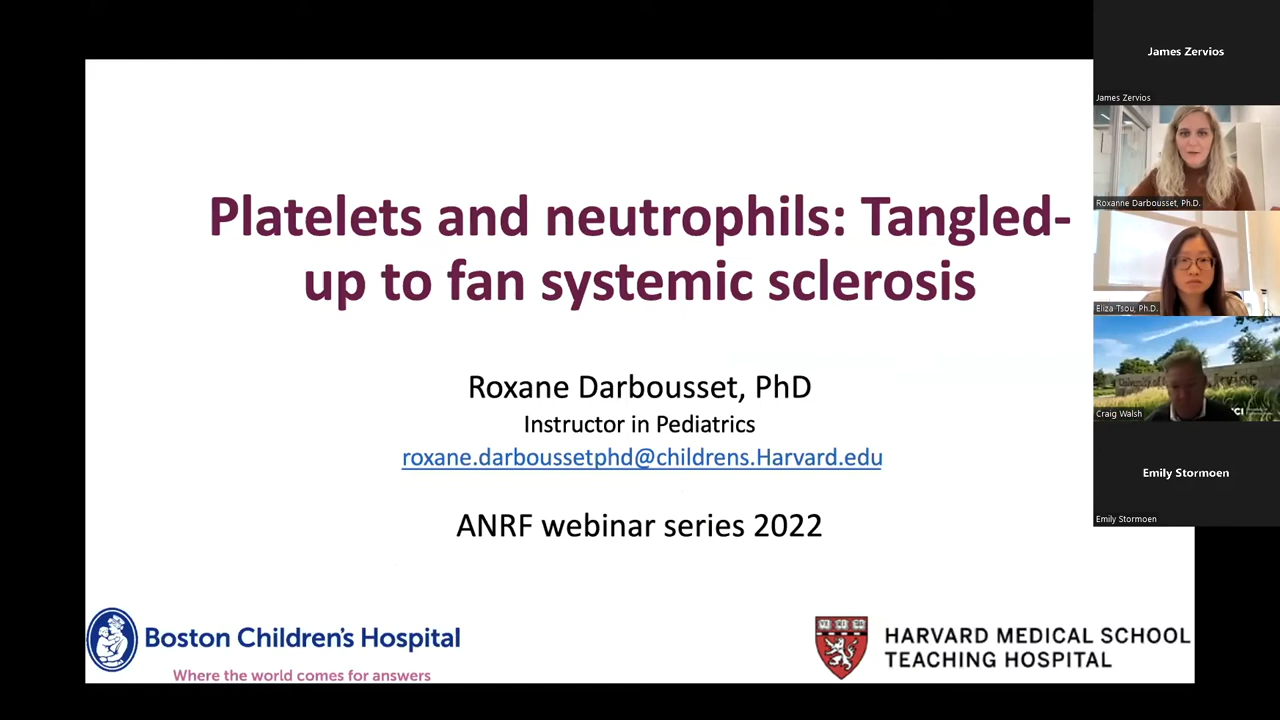 Platelets and neutrophils: Tangled-
up to fan systemic sclerosis
Roxane Darbousset, PhD
Instructor in Pediatrics
roxane.darboussetphd@childrens.Harvard.edu
ANRF webinar series 2022
Boston Children's Hospital
Where the world comes for answers
HARVARD MEDICAL SCHOOL
TEACHING HOSPITAL
James Zervios
James Zervios
Roxanne Darbousset, Ph.D.
Eliza Tsou, Ph.D.
Craig Walsh
Emily Stormoen
Emily Stormoen